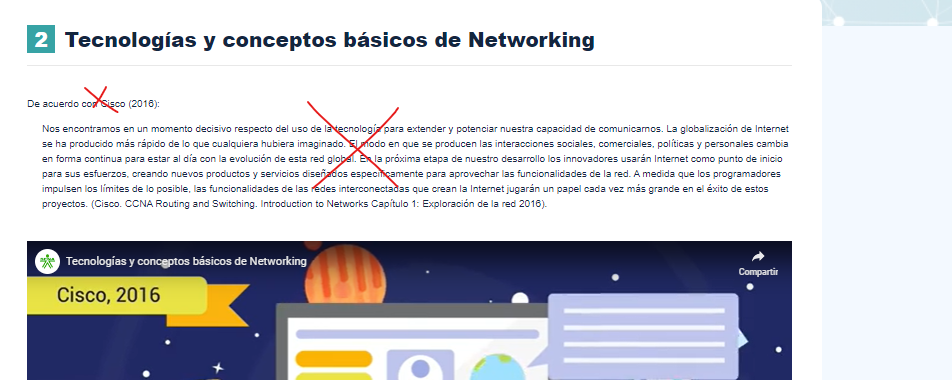 2 Tecnologías y conceptos básicos de Networking
De acuerdo con Cisco (2016):
Nos encontramos en un momento decisivo respecto del uso de la tecnología para extender y potenciar nuestra capacidad de comunicarnos. La globalización de Internet
se ha producido más rápido de lo que cualquiera hubiera imaginado. El modo en que se producen las interacciones sociales, comerciales, políticas y personales cambia
en forma continua para estar al día con la evolución de esta red global. En la próxima etapa de nuestro desarrollo los innovadores usarán Internet como punto de inicio
para sus esfuerzos, creando nuevos productos y servicios diseñados específicamente para aprovechar las funcionalidades de la red. A medida que los programadores
impulsen los límites de lo posible, las funcionalidades de las redes interconectadas que crean la Internet jugarán un papel cada vez más grande en el éxito de estos
proyectos. (Cisco. CCNA Routing and Switching. Introduction to Networks Capítulo 1: Exploración de la red 2016).
Tecnologías y conceptos básicos de Networking
Compartir
Cisco, 2016